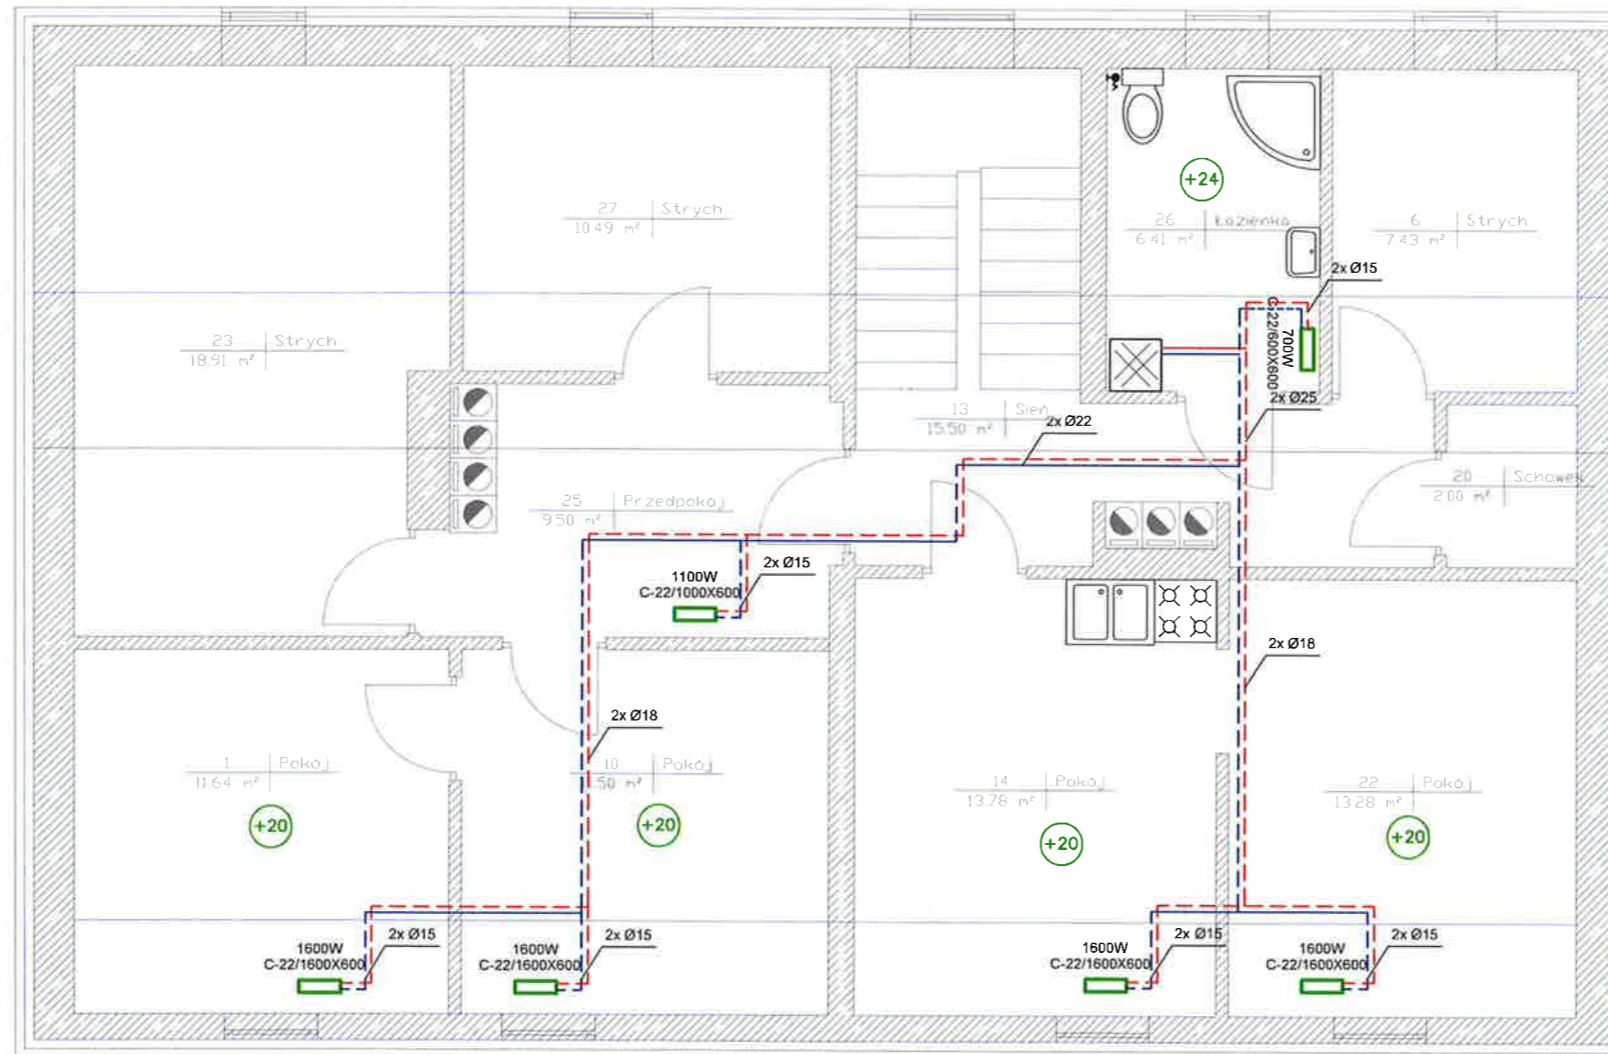 +24
27 Strych
10.49 m²
26 Łazienka
6.41 m²
6 Strych
7.43 m²
2x Ø15
23 Strych
18.91 m²
700W
C-22/600X600
2x Ø25
13 Sień
15.50 m²
2x Ø22
20 Schowek
2.00 m²
25 Przedpokój
9.50 m²
1100W
C-22/1000X600
2x Ø15
2x Ø18
2x Ø18
1 Pokój
11.64 m²
10 Pokój
.50 m²
14 Pokój
13.78 m²
22 Pokój
13.28 m²
+20
+20
+20
+20
1600W
C-22/1600X600
2x Ø15
1600W
C-22/1600X600
2x Ø15
1600W
C-22/1600X600
2x Ø15
1600W
C-22/1600X600
2x Ø15